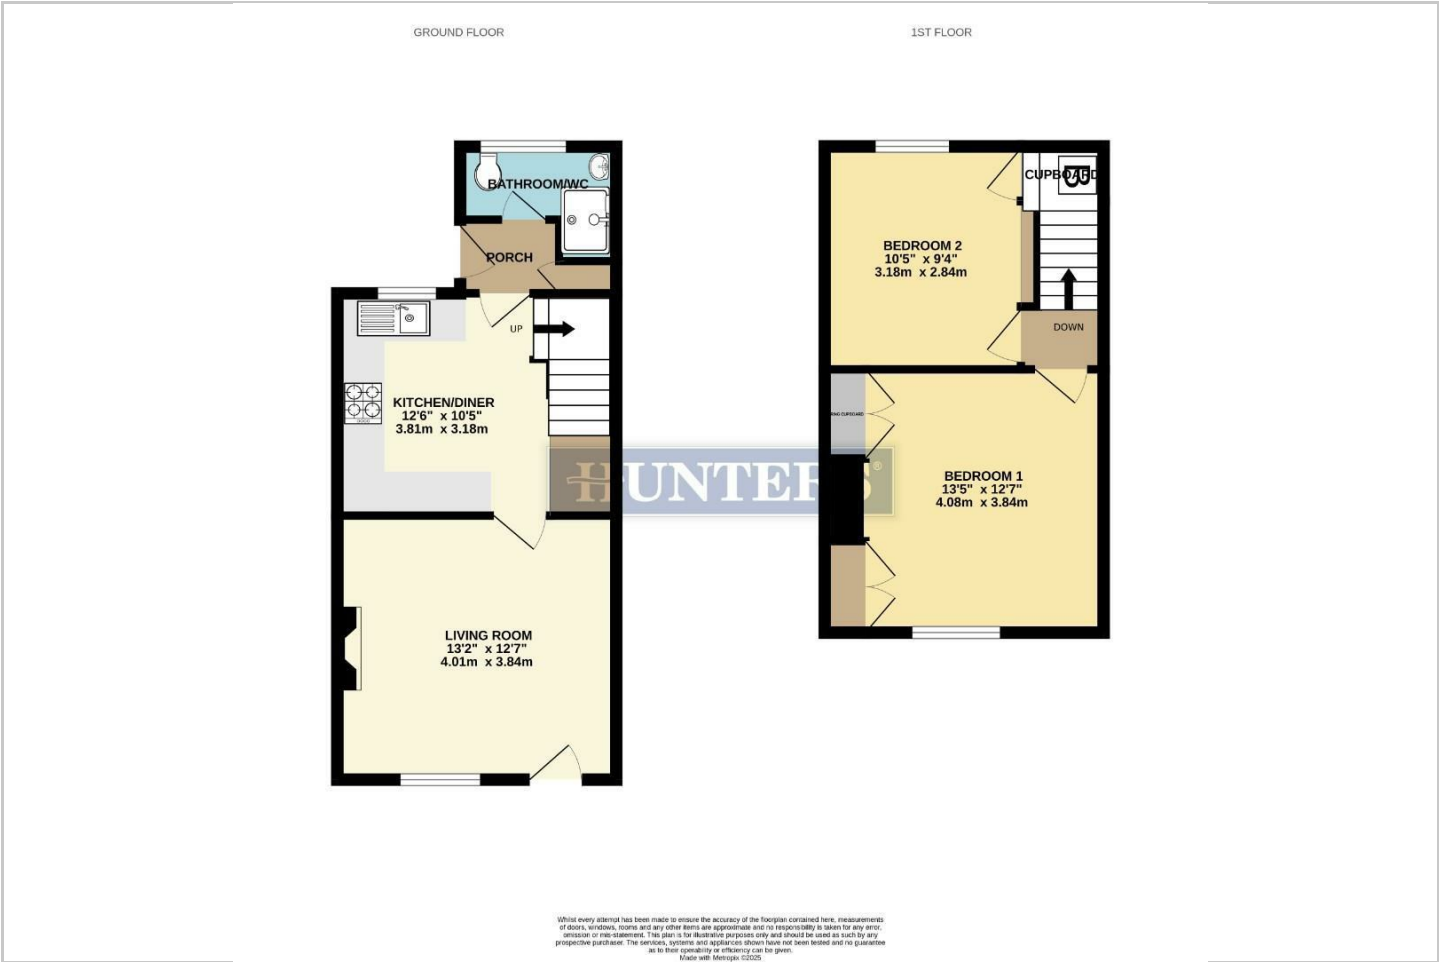 GROUND FLOOR
1ST FLOOR
BATHROOM/WC
PORCH
UP
KITCHEN/DINER
12'6" x 10'5"
3.81m x 3.18m
LIVING ROOM
13'2" x 12'7"
4.01m x 3.84m
CUPBOARD
B
BEDROOM 2
10'5" x 9'4"
3.18m x 2.84m
DOWN
CUPBOARD
BEDROOM 1
13'5" x 12'7"
4.08m x 3.84m
HUNTERS®
Whilst every attempt has been made to ensure the accuracy of the floorplan contained here, measurements
of doors, windows, rooms and any other items are approximate and no responsibility is taken for any error,
omission or mis-statement. This plan is for illustrative purposes only and should be used as such by any
prospective purchaser. The services, systems and appliances shown have not been tested and no guarantee
as to their operability or efficiency can be given.
Made with Metropix ©2025